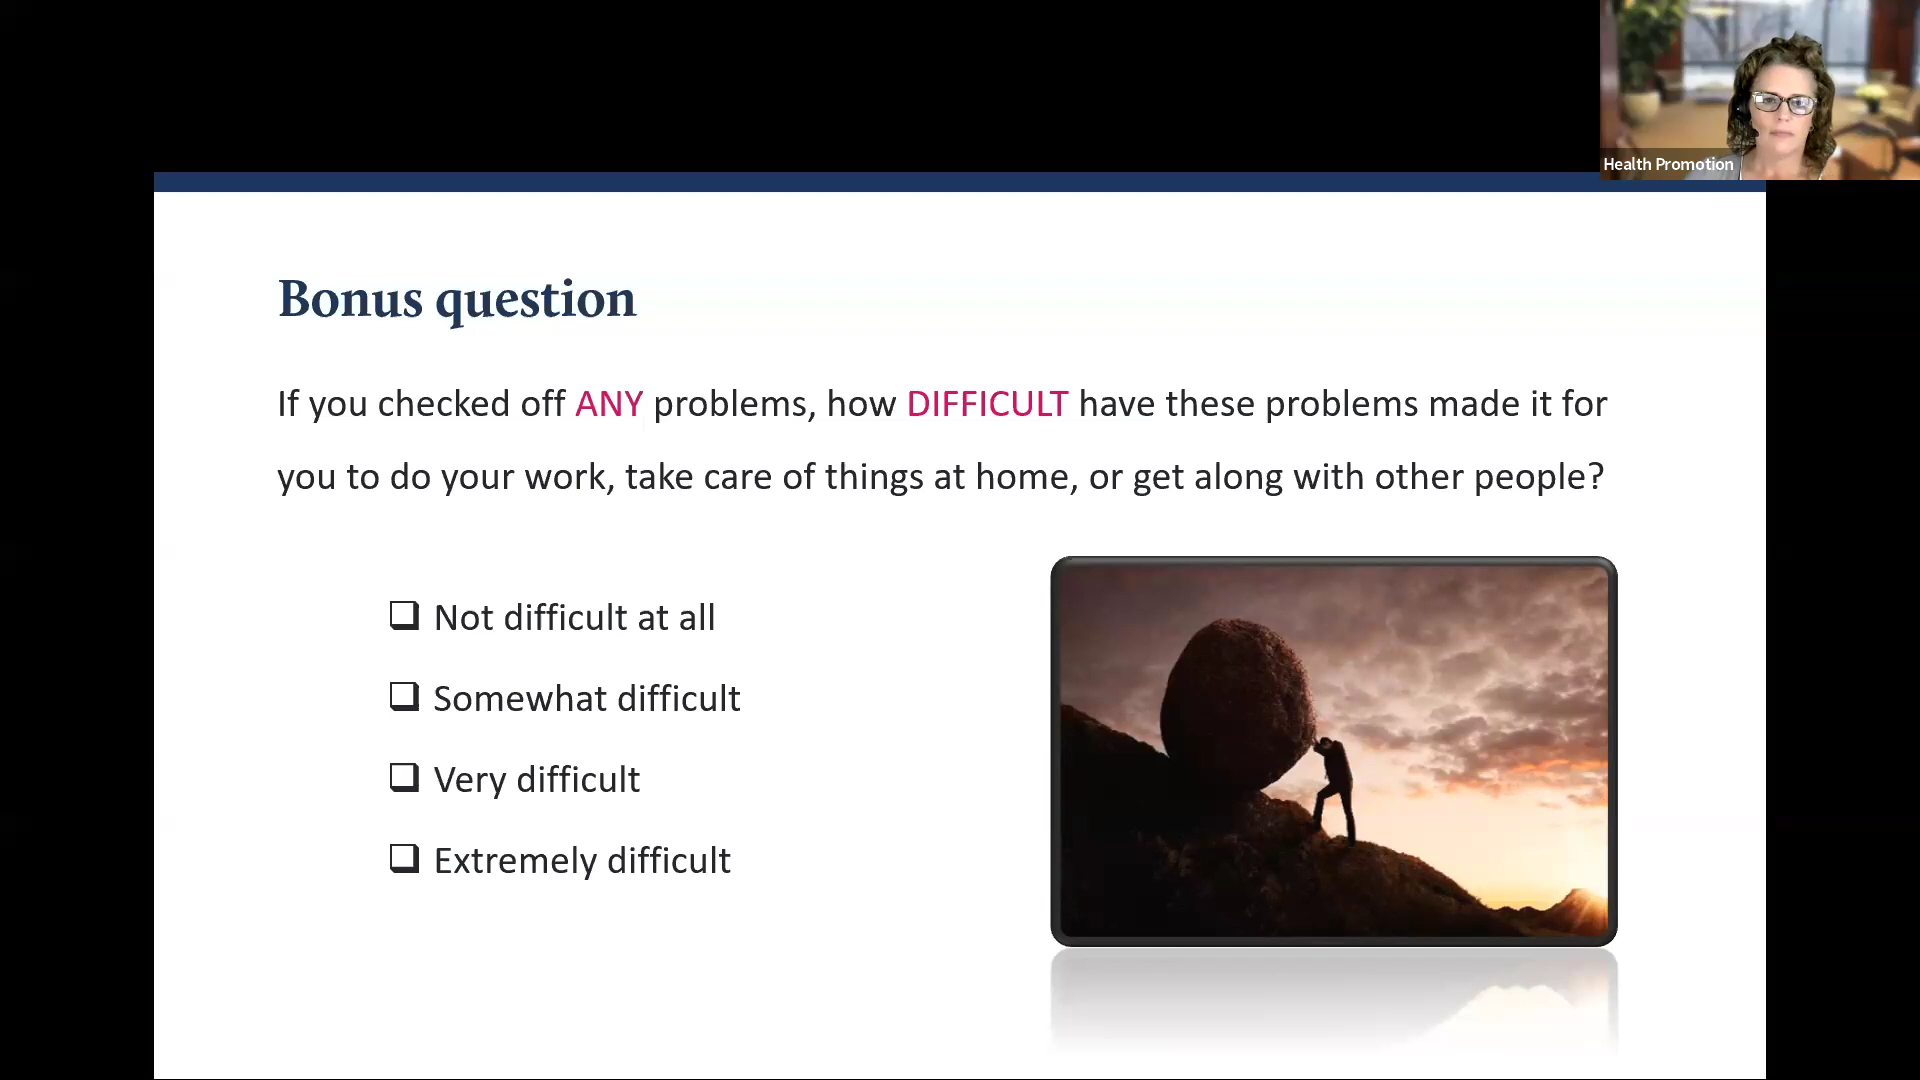 Health Promotion
Bonus question
If you checked off ANY problems, how DIFFICULT have these problems made it for
you to do your work, take care of things at home, or get along with other people?
❑ Not difficult at all
❑ Somewhat difficult
❑ Very difficult
❑ Extremely difficult